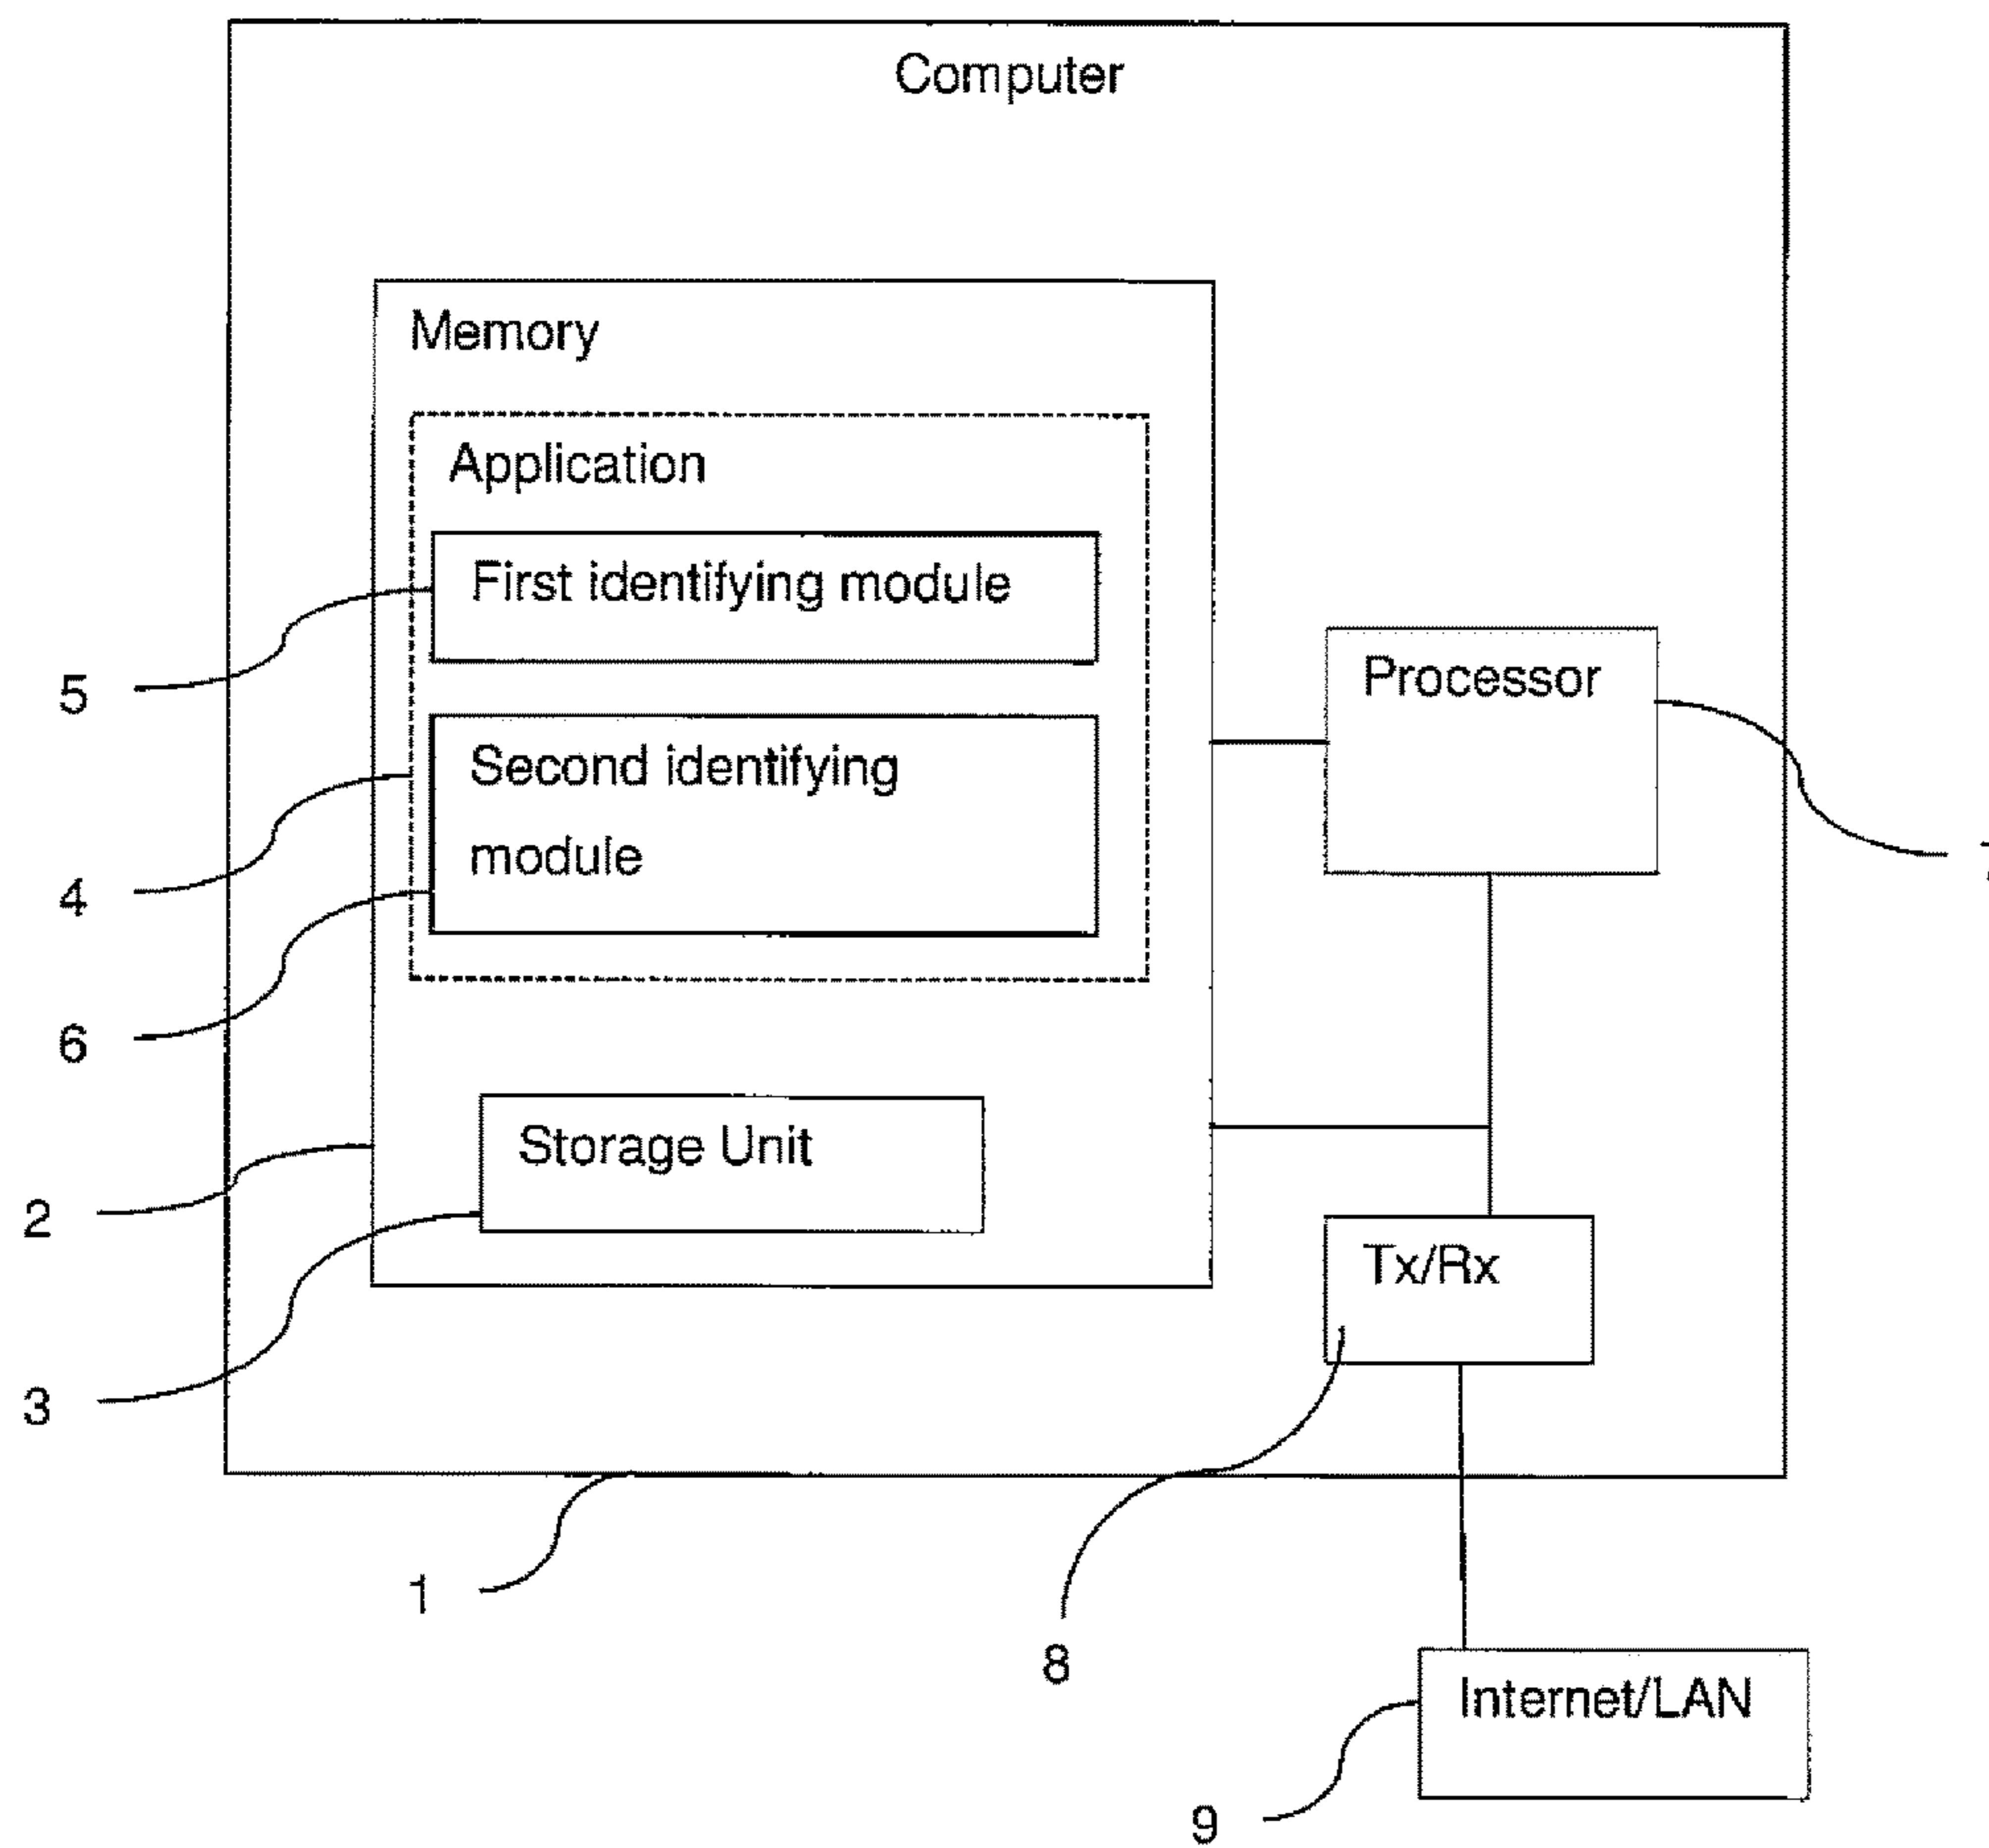 Computer
Memory
Application
First identifying module
5
Processor
Second identifying
module
4
6
Storage Unit
2
Tx/Rx
3
1
8
Internet/LAN
9